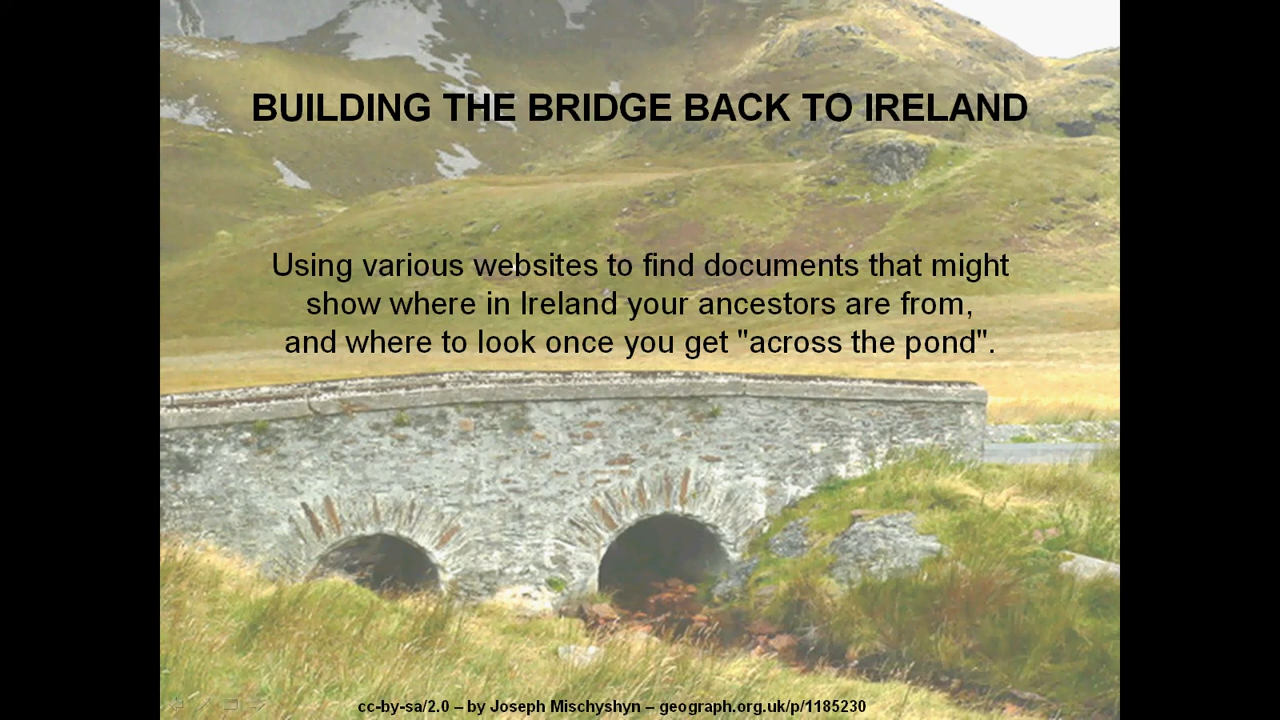 BUILDING THE BRIDGE BACK TO IRELAND
Using various websites to find documents that might
show where in Ireland your ancestors are from,
and where to look once you get "across the pond".
cc-by-sa/2.0 – by Joseph Mischyshyn – geograph.org.uk/p/1185230